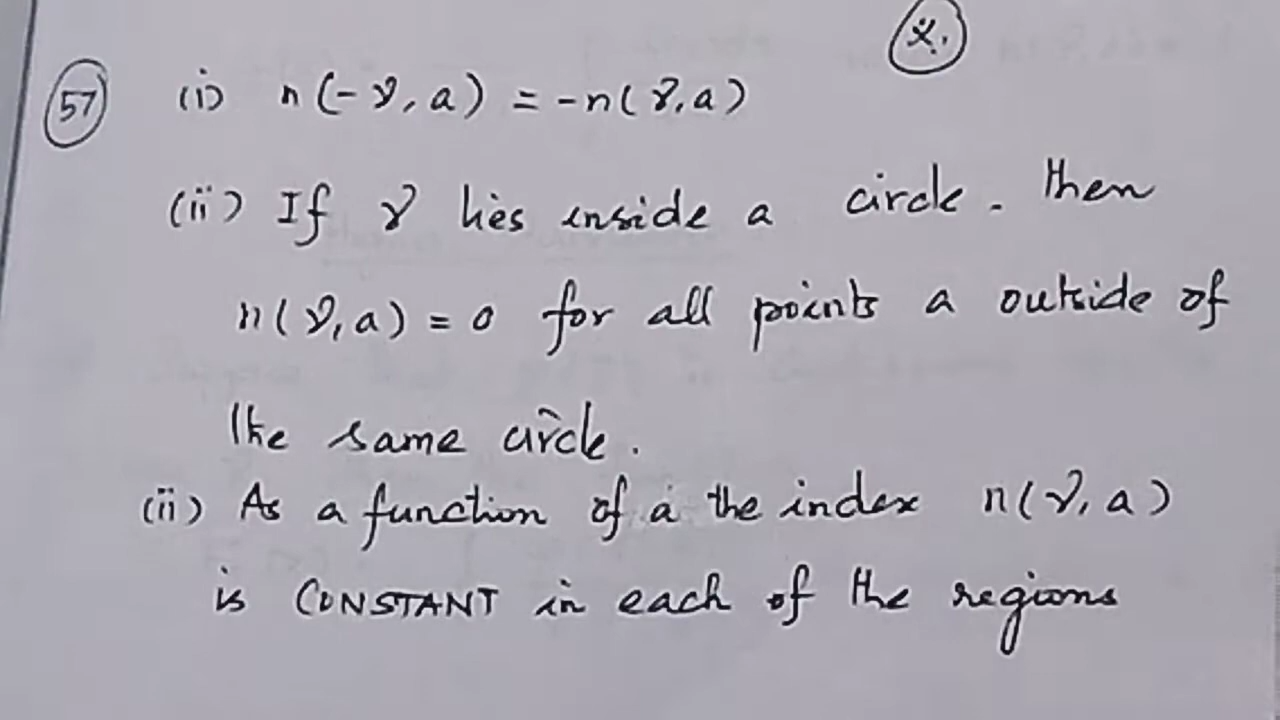 x.
57 (i) n(-γ, a) = -n(γ, a)
(ii) If γ lies inside a circle. then
n(γ, a) = 0 for all points a outside of
the same circle.
(ii) As a function of a the index n(γ, a)
is CONSTANT in each of the regions